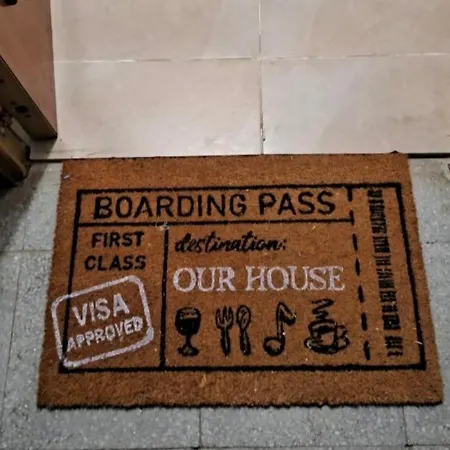 BOARDING PASS
FIRST
CLASS
destination:
OUR HOUSE
VISA
APPROVED